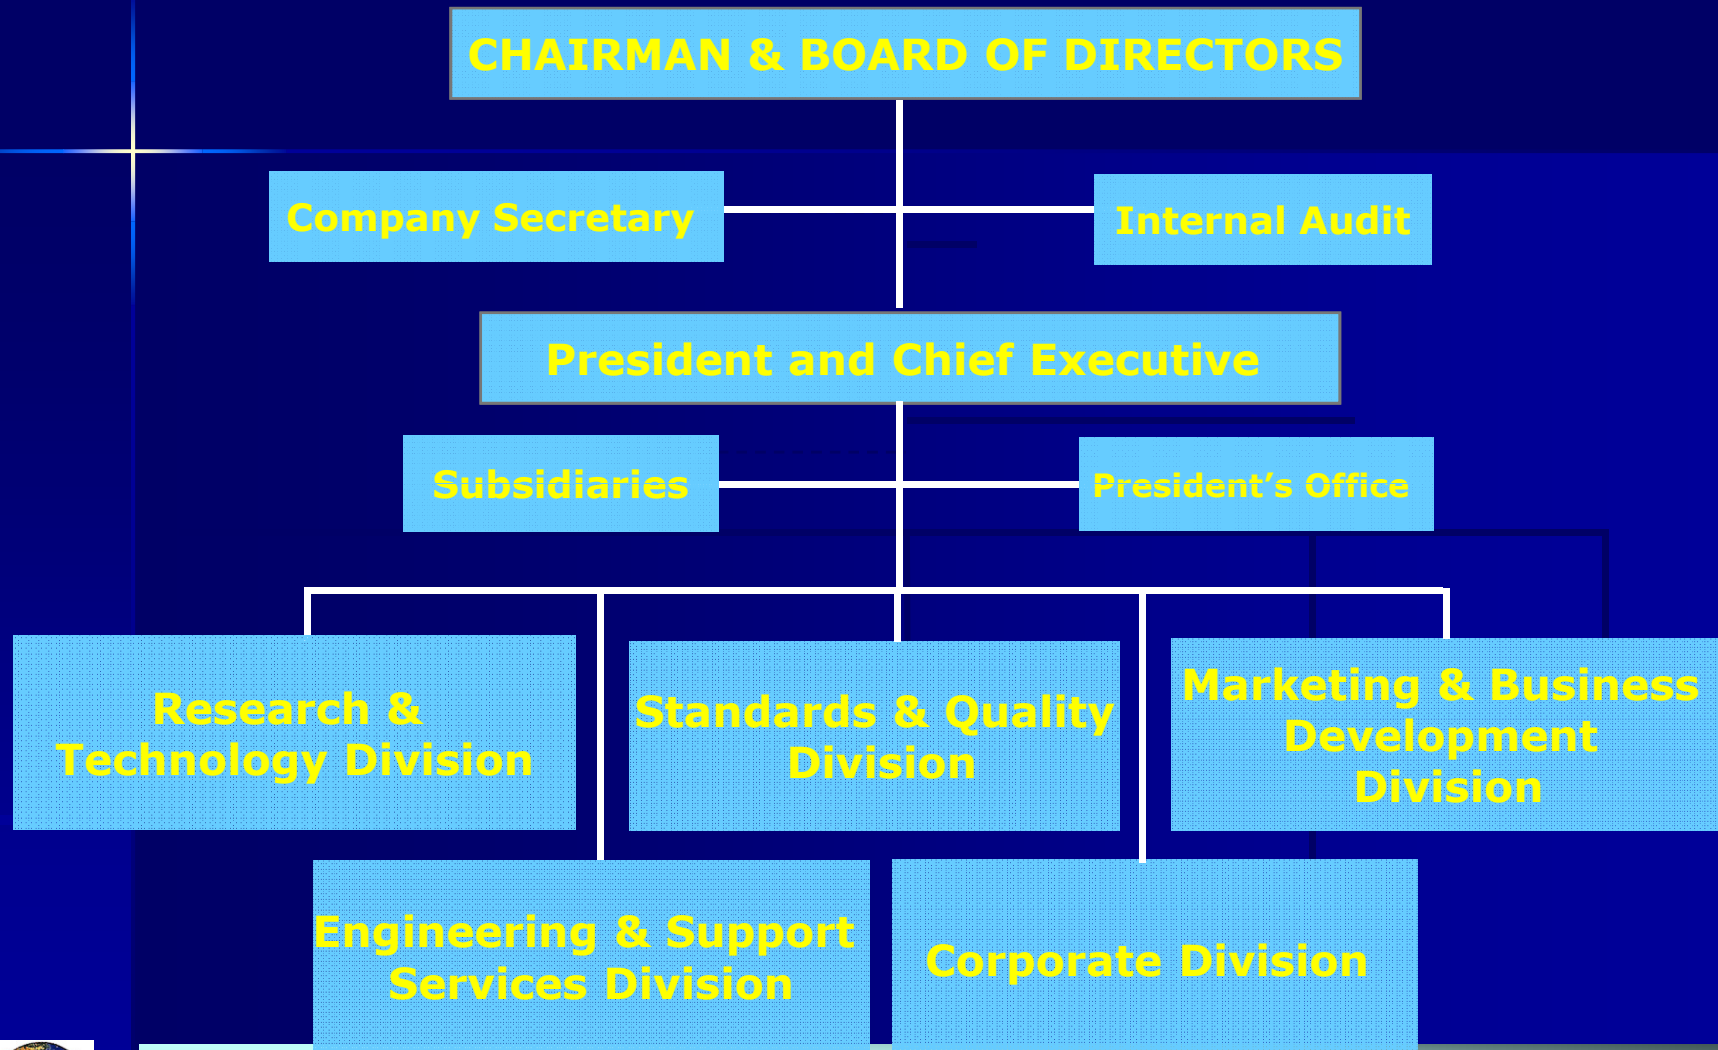 CHAIRMAN & BOARD OF DIRECTORS
Company Secretary
Internal Audit
President and Chief Executive
Subsidiaries
President’s Office
Research &
Technology Division
Standards & Quality
Division
Marketing & Business
Development
Division
Engineering & Support
Services Division
Corporate Division